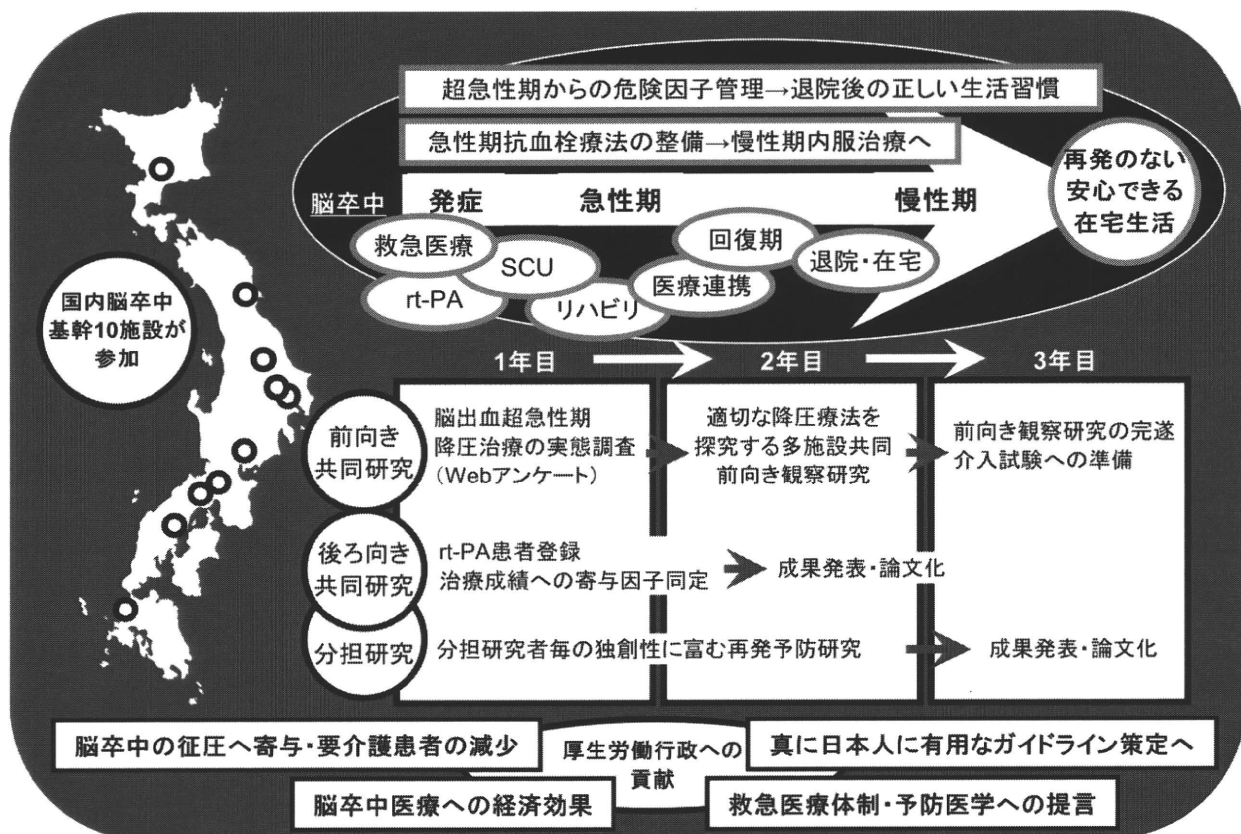 超急性期からの危険因子管理→退院後の正しい生活習慣
急性期抗血栓療法の整備→慢性期内服治療へ
再発のない
安心できる
在宅生活
脳卒中
発症
急性期
慢性期
救急医療
SCU
rt-PA
リハビリ
医療連携
回復期
退院・在宅
国内脳卒中
基幹10施設が
参加
1年目
2年目
3年目
前向き
共同研究
脳出血超急性期
降圧治療の実態調査
(Webアンケート)
適切な降圧療法を
探究する多施設共同
前向き観察研究
前向き観察研究の完遂
介入試験への準備
後ろ向き
共同研究
rt-PA患者登録
治療成績への寄与因子同定
成果発表・論文化
分担研究
分担研究者毎の独創性に富む再発予防研究
成果発表・論文化
脳卒中の征圧へ寄与・要介護患者の減少
厚生労働行政への
貢献
真に日本人に有用なガイドライン策定へ
脳卒中医療への経済効果
救急医療体制・予防医学への提言